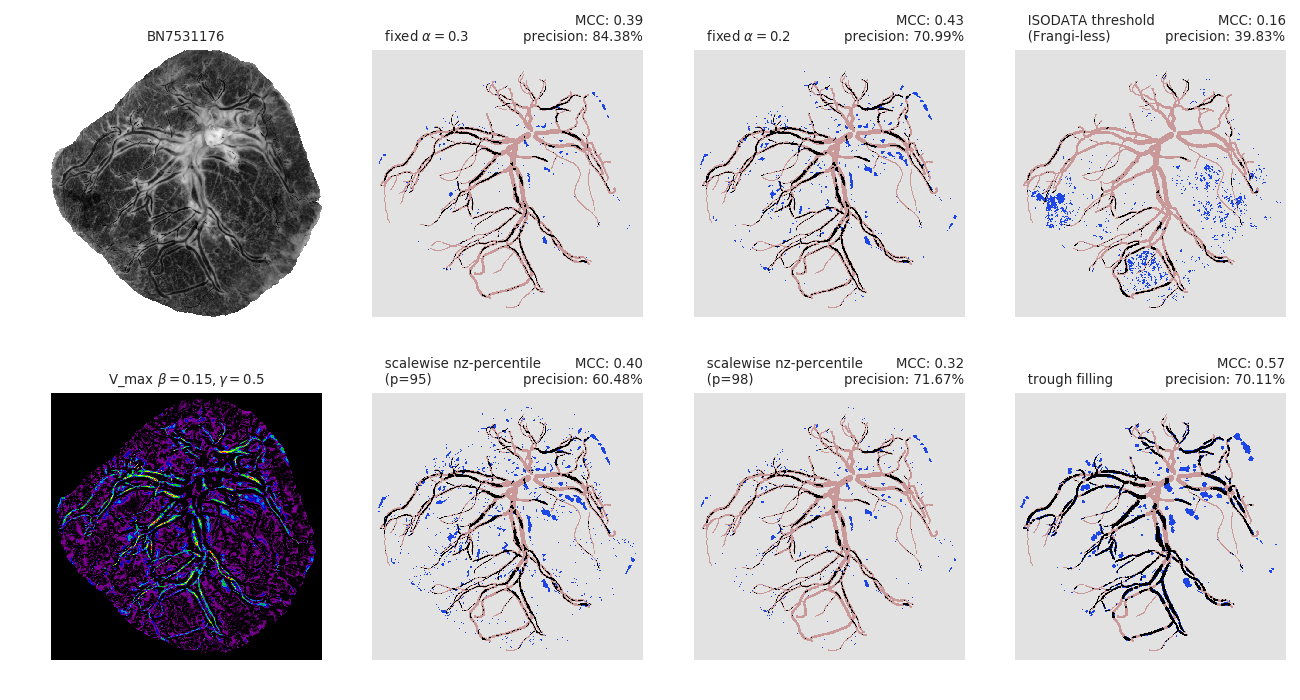 BN7531176
fixed α = 0.3
MCC: 0.39
precision: 84.38%
fixed α = 0.2
MCC: 0.43
precision: 70.99%
ISODATA threshold
(Frangi-less)
MCC: 0.16
precision: 39.83%
V_max β = 0.15, γ = 0.5
scalewise nz-percentile
(p=95)
MCC: 0.40
precision: 60.48%
scalewise nz-percentile
(p=98)
MCC: 0.32
precision: 71.67%
trough filling
MCC: 0.57
precision: 70.11%